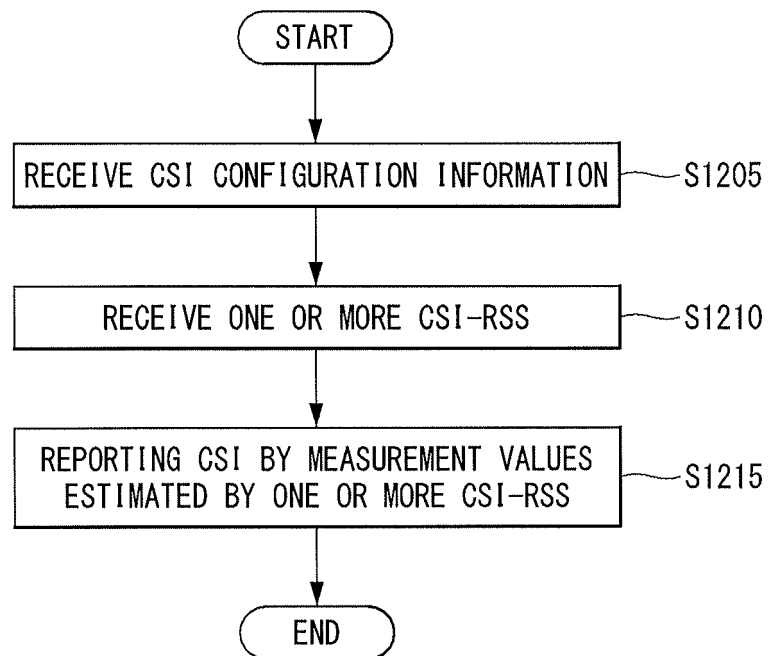 START
RECEIVE CSI CONFIGURATION INFORMATION
S1205
RECEIVE ONE OR MORE CSI-RSS
S1210
REPORTING CSI BY MEASUREMENT VALUES
ESTIMATED BY ONE OR MORE CSI-RSS
S1215
END